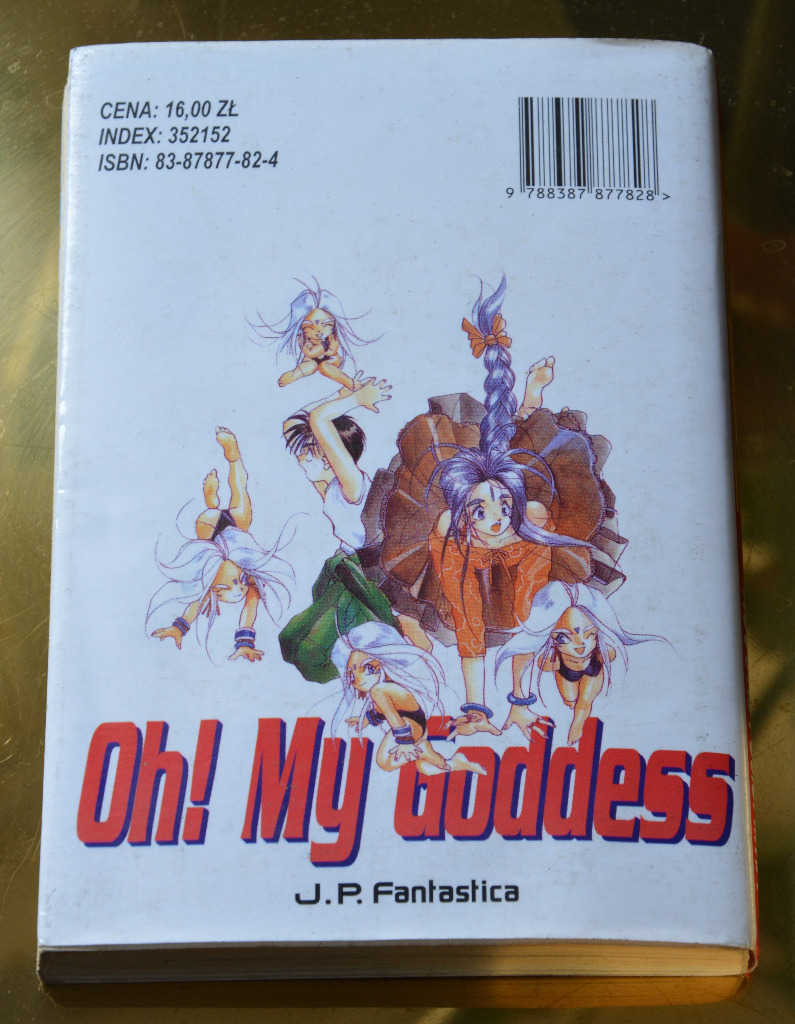 CENA: 16,00 ZŁ
INDEX: 352152
ISBN: 83-87877-82-4
9 788387 877828 >
Oh! My Goddess
J.P. Fantastica